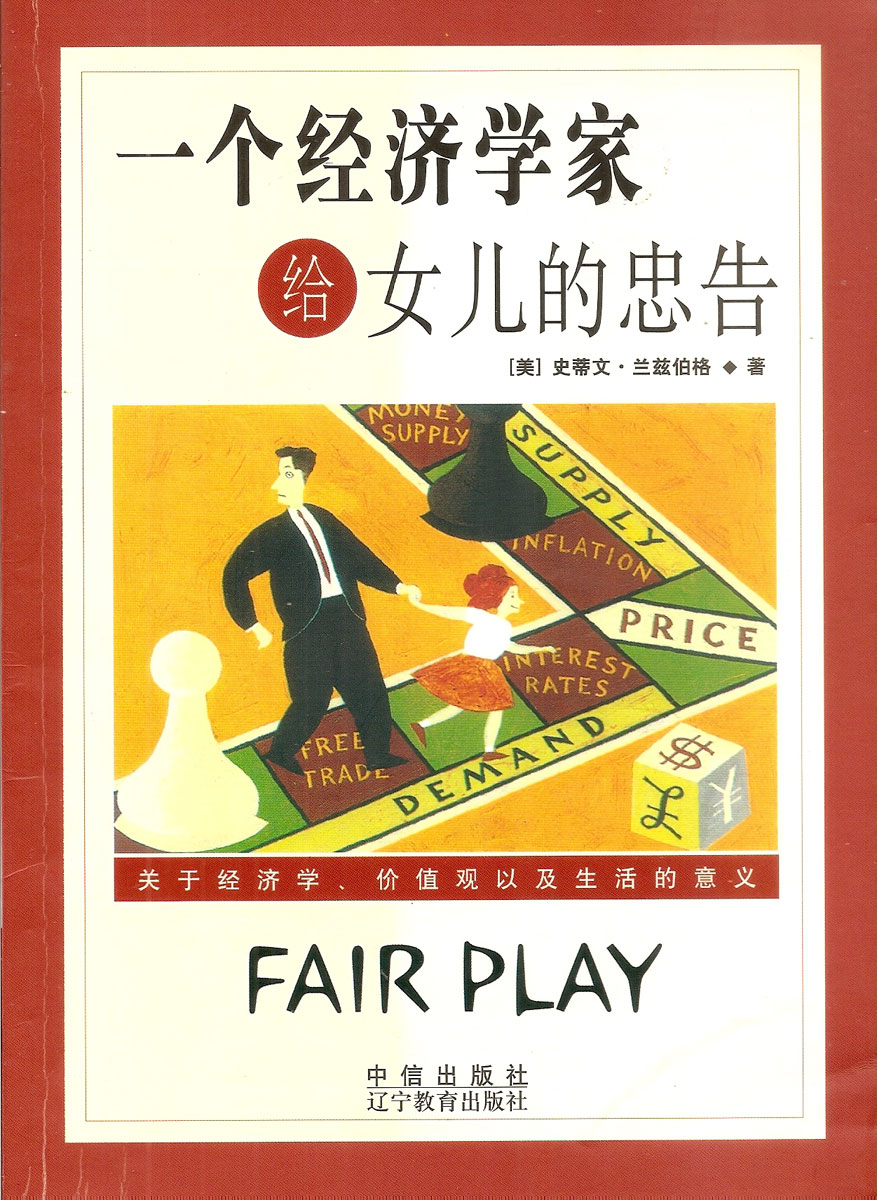 一个经济学家
给女儿的忠告
[美] 史蒂文·兰兹伯格 ◆ 著
MONEY
SUPPLY
SUPPLY
INFLATION
PRICE
INTEREST
RATES
FREE
TRADE
DEMAND
$
£ ¥
关于经济学、价值观以及生活的意义
FAIR PLAY
中信出版社
辽宁教育出版社